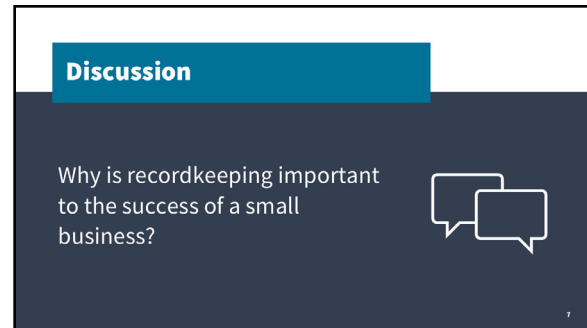 Discussion
Why is recordkeeping important
to the success of a small
business?
7